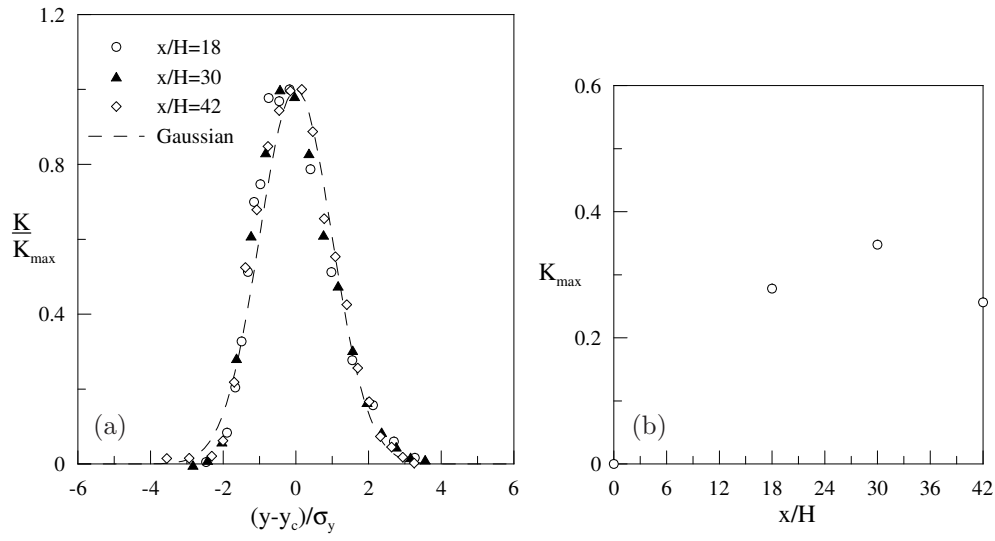 1.2
x/H=18
x/H=30
x/H=42
Gaussian
0.8
K
K_max
0.4
(a)
0
-6 -4 -2 0 2 4 6
(y-y_c)/σ_y
0.6
0.4
K_max
0.2
(b)
0
0 6 12 18 24 30 36 42
x/H